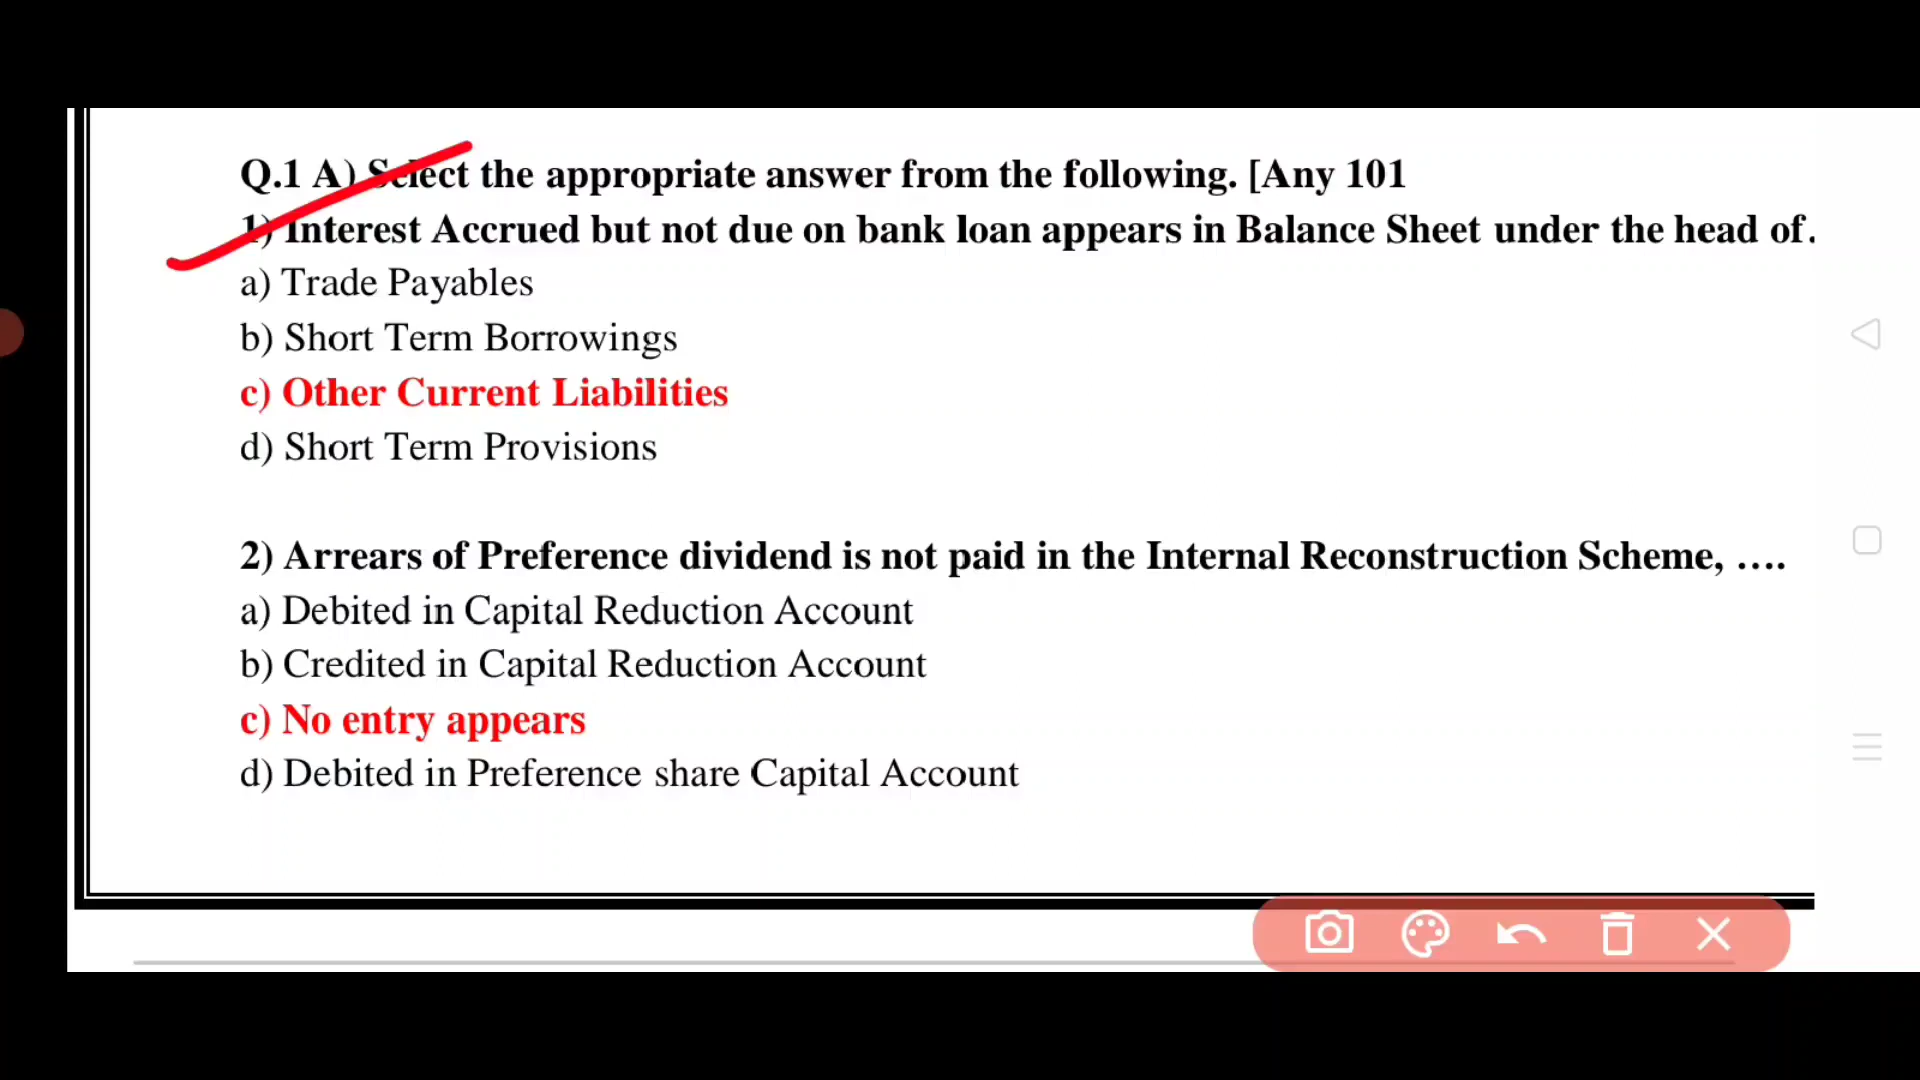 Q.1 A) Select the appropriate answer from the following. [Any 101
1) Interest Accrued but not due on bank loan appears in Balance Sheet under the head of.
a) Trade Payables
b) Short Term Borrowings
c) Other Current Liabilities
d) Short Term Provisions
2) Arrears of Preference dividend is not paid in the Internal Reconstruction Scheme, ....
a) Debited in Capital Reduction Account
b) Credited in Capital Reduction Account
c) No entry appears
d) Debited in Preference share Capital Account